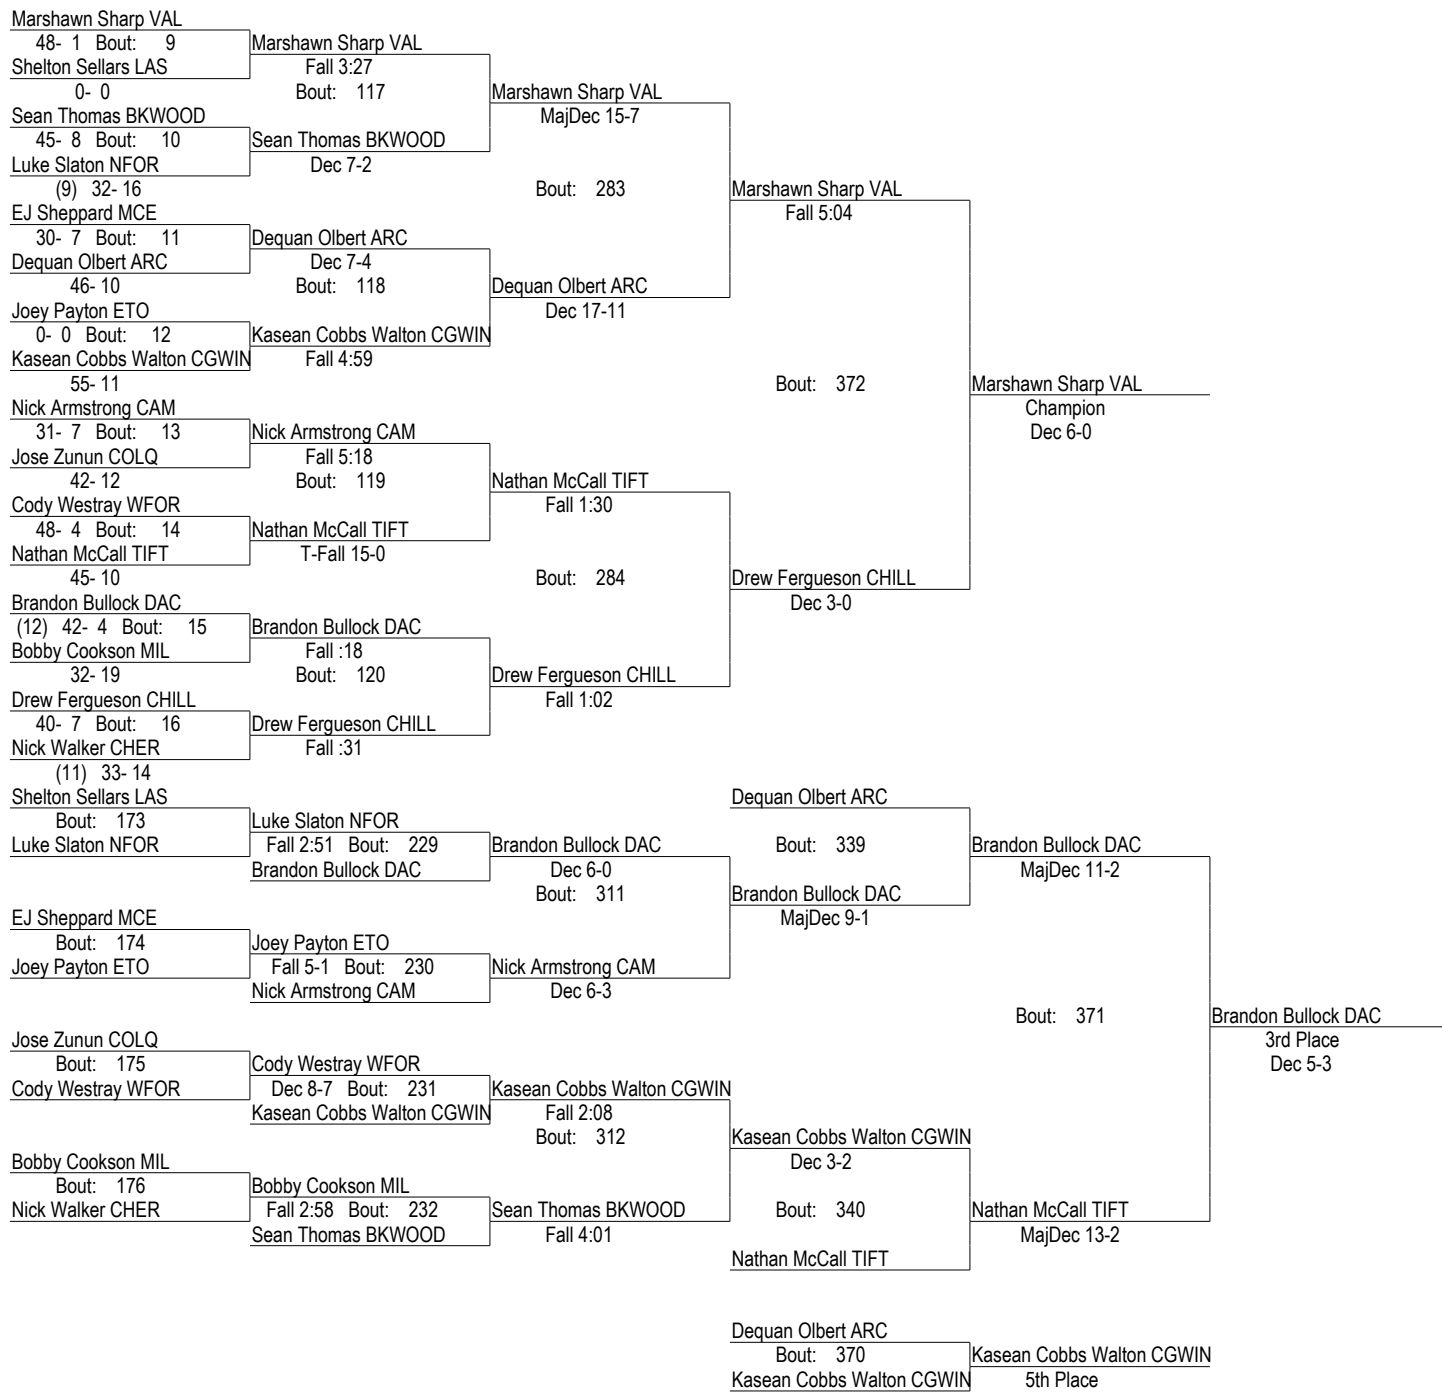 Marshawn Sharp VAL
48- 1 Bout: 9 Marshawn Sharp VAL
Shelton Sellars LAS Fall 3:27
0- 0 Bout: 117 Marshawn Sharp VAL
Sean Thomas BKWOOD MajDec 15-7
45- 8 Bout: 10 Sean Thomas BKWOOD
Luke Slaton NFOR Dec 7-2
(9) 32- 16 Bout: 283 Marshawn Sharp VAL
EJ Sheppard MCE Fall 5:04
30- 7 Bout: 11 Dequan Olbert ARC
Dequan Olbert ARC Dec 7-4
46- 10 Bout: 118 Dequan Olbert ARC
Joey Payton ETO Dec 17-11
0- 0 Bout: 12 Kasean Cobbs Walton CGWIN
Kasean Cobbs Walton CGWIN Fall 4:59
55- 11 Bout: 372 Marshawn Sharp VAL
Nick Armstrong CAM Champion
31- 7 Bout: 13 Nick Armstrong CAM Dec 6-0
Jose Zunun COLQ Fall 5:18
42- 12 Bout: 119 Nathan McCall TIFT
Cody Westray WFOR Fall 1:30
48- 4 Bout: 14 Nathan McCall TIFT
Nathan McCall TIFT T-Fall 15-0
45- 10 Bout: 284 Drew Fergueson CHILL
Brandon Bullock DAC Dec 3-0
(12) 42- 4 Bout: 15 Brandon Bullock DAC
Bobby Cookson MIL Fall :18
32- 19 Bout: 120 Drew Fergueson CHILL
Drew Fergueson CHILL Fall 1:02
40- 7 Bout: 16 Drew Fergueson CHILL
Nick Walker CHER Fall :31
(11) 33- 14
Shelton Sellars LAS Dequan Olbert ARC
Bout: 173 Luke Slaton NFOR
Luke Slaton NFOR Fall 2:51 Bout: 229 Brandon Bullock DAC Bout: 339 Brandon Bullock DAC
Brandon Bullock DAC Dec 6-0 MajDec 11-2
Bout: 311 Brandon Bullock DAC
EJ Sheppard MCE MajDec 9-1
Bout: 174 Joey Payton ETO
Joey Payton ETO Fall 5-1 Bout: 230 Nick Armstrong CAM
Nick Armstrong CAM Dec 6-3
Bout: 371 Brandon Bullock DAC
Jose Zunun COLQ 3rd Place
Bout: 175 Cody Westray WFOR Dec 5-3
Cody Westray WFOR Dec 8-7 Bout: 231 Kasean Cobbs Walton CGWIN
Kasean Cobbs Walton CGWIN Fall 2:08
Bout: 312 Kasean Cobbs Walton CGWIN
Bobby Cookson MIL Dec 3-2
Bout: 176 Bobby Cookson MIL
Nick Walker CHER Fall 2:58 Bout: 232 Sean Thomas BKWOOD Bout: 340 Nathan McCall TIFT
Sean Thomas BKWOOD Fall 4:01 MajDec 13-2
Nathan McCall TIFT
Dequan Olbert ARC
Bout: 370 Kasean Cobbs Walton CGWIN
Kasean Cobbs Walton CGWIN 5th Place